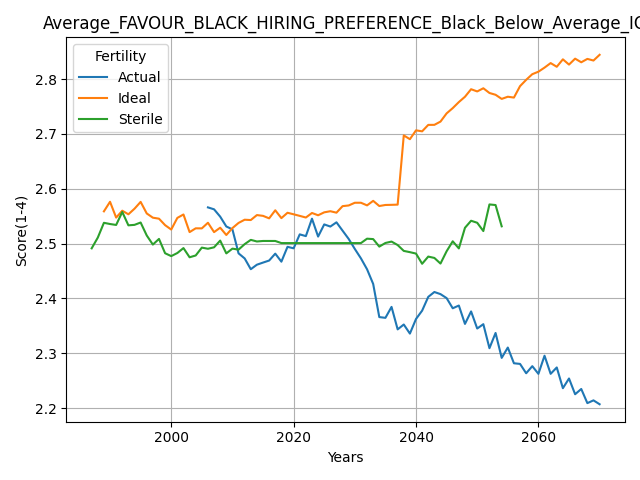 Average_FAVOUR_BLACK_HIRING_PREFERENCE_Black_Below_Average_IQ
Fertility
Actual
Ideal
Sterile
Score(1-4)
2.8
2.7
2.6
2.5
2.4
2.3
2.2
2000 2020 2040 2060
Years